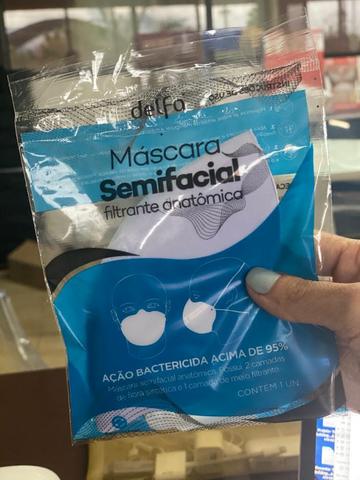 delfa
Máscara
Semifacial!
filtrante anatômica
AÇÃO BACTERICIDA ACIMA DE 95%
Máscara semifacial anatômica. Possui 2 camadas
de fibra sintética e 1 camada de meio filtrante.
CONTÉM 1 UN.